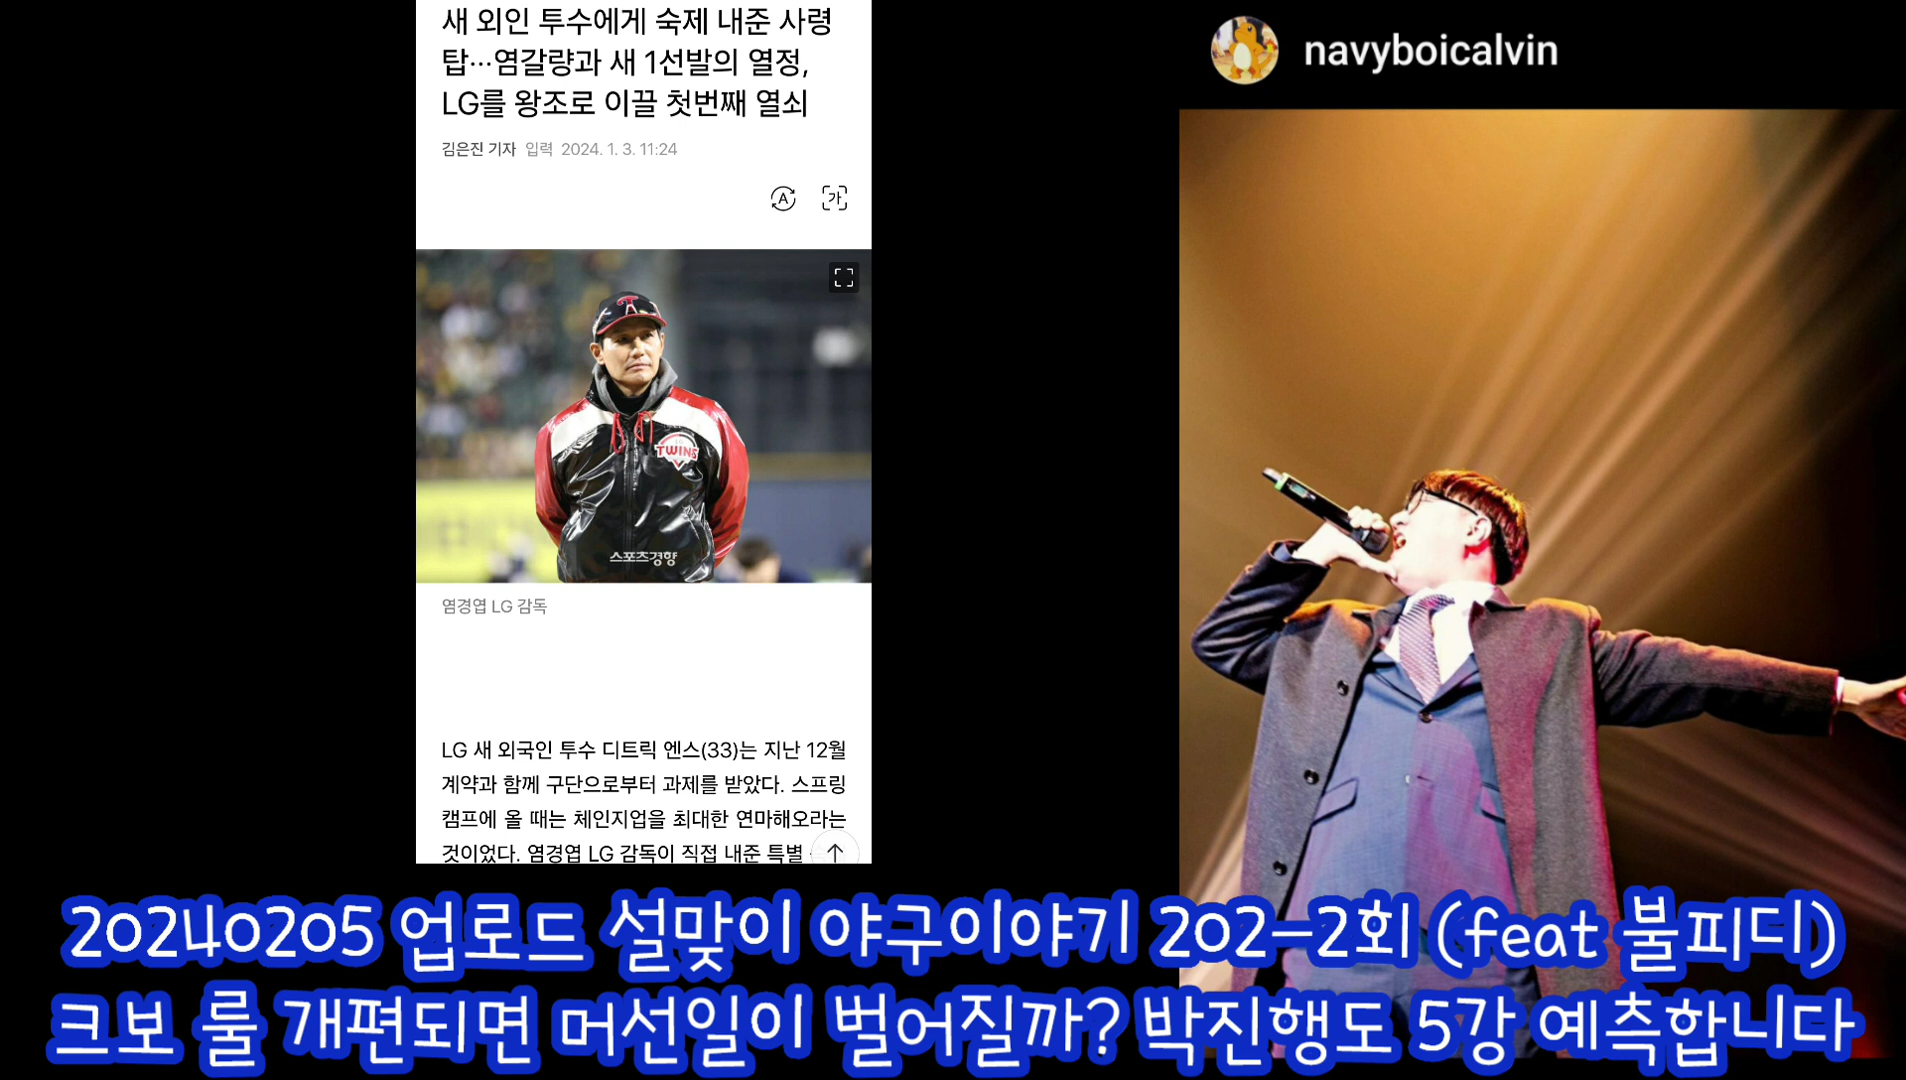 새 외인 투수에게 숙제 내준 사령
탑…염갈량과 새 1선발의 열정,
LG를 왕조로 이끌 첫번째 열쇠
김은진 기자 입력 2024. 1. 3. 11:24
A
가
TWINS
스포츠경향
염경엽 LG 감독
LG 새 외국인 투수 디트릭 엔스(33)는 지난 12월
계약과 함께 구단으로부터 과제를 받았다. 스프링
캠프에 올 때는 체인지업을 최대한 연마해오라는
것이었다. 염경엽 LG 감독이 직접 내준 특별
navyboicalvin
20240205 업로드 설맞이 야구이야기 202-2회 (feat 불피디)
크보 룰 개편되면 머선일이 벌어질까? 박진행도 5강 예측합니다